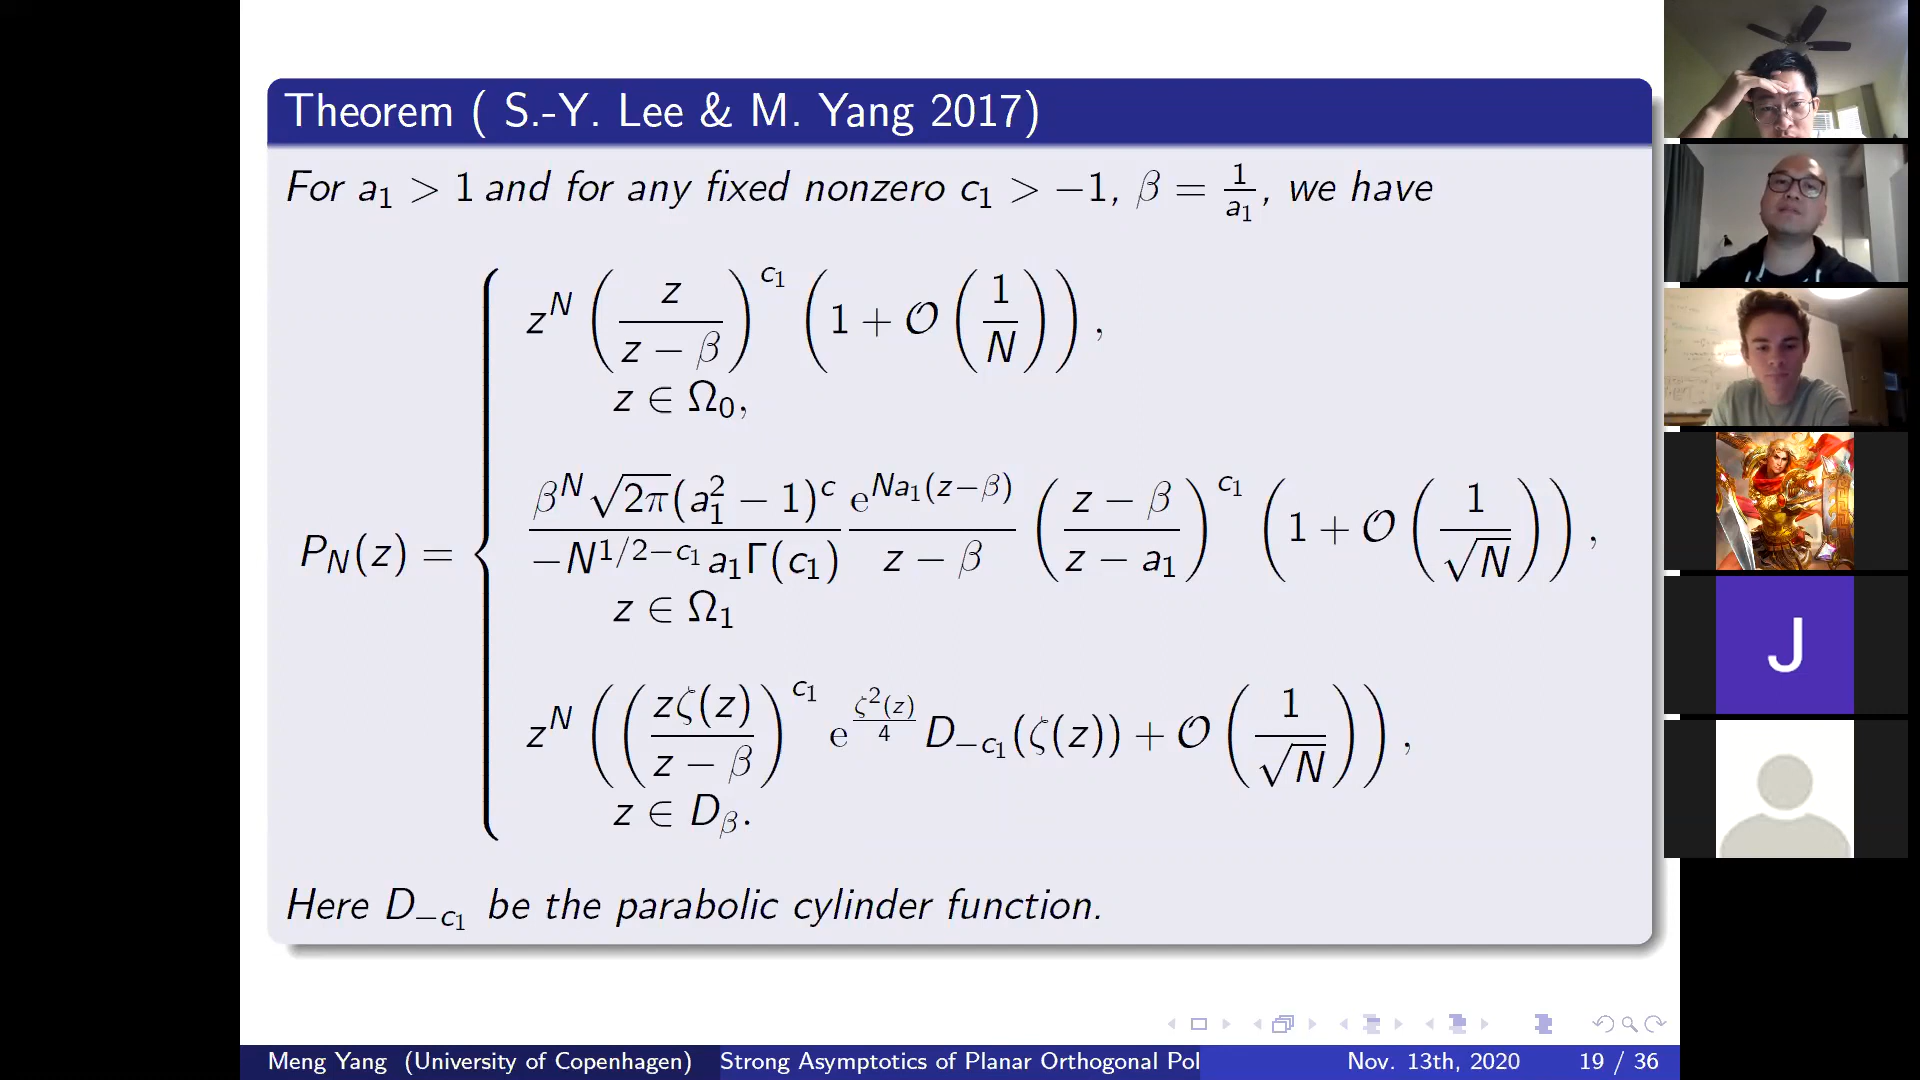 Theorem ( S.-Y. Lee & M. Yang 2017)
For a₁ > 1 and for any fixed nonzero c₁ > −1, β = 1/a₁, we have
P_N(z) = { z^N (z/(z − β))^{c₁} (1 + O(1/N)),
z ∈ Ω₀,
(β^N √(2π)(a₁² − 1)^c)/(−N^{1/2−c₁} a₁Γ(c₁)) (e^{Na₁(z−β)})/(z − β) ((z − β)/(z − a₁))^{c₁} (1 + O(1/√N)),
z ∈ Ω₁
z^N ((zζ(z)/(z − β))^{c₁} e^{ζ²(z)/4} D_{−c₁}(ζ(z)) + O(1/√N)),
z ∈ D_β.
Here D_{−c₁} be the parabolic cylinder function.
J
Meng Yang (University of Copenhagen) Strong Asymptotics of Planar Orthogonal Pol Nov. 13th, 2020 19 / 36